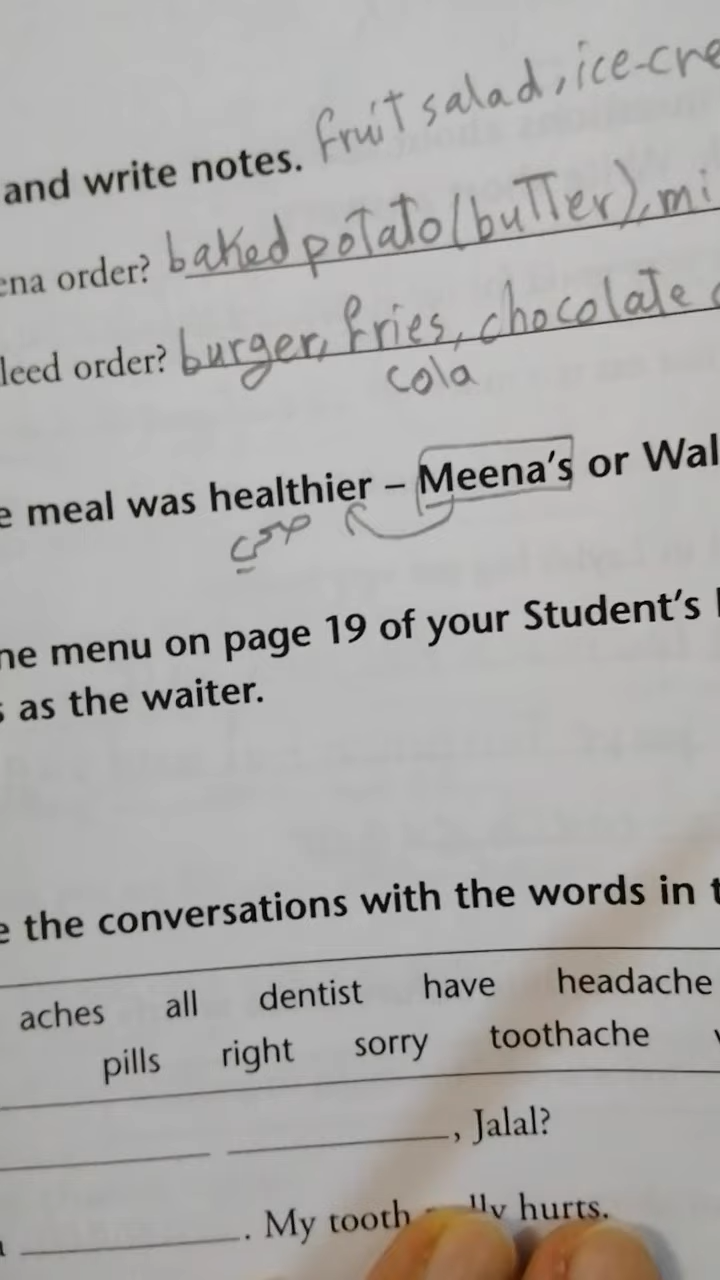 fruit salad, ice-cre
and write notes.
ena order? baked potato (butter), mi
leed order? burger, fries, chocolate
cola
e meal was healthier – Meena's or Wal
صحي
ne menu on page 19 of your Student's
s as the waiter.
e the conversations with the words in t
aches all dentist have headache
pills right sorry toothache
, Jalal?
. My tooth lly hurts.